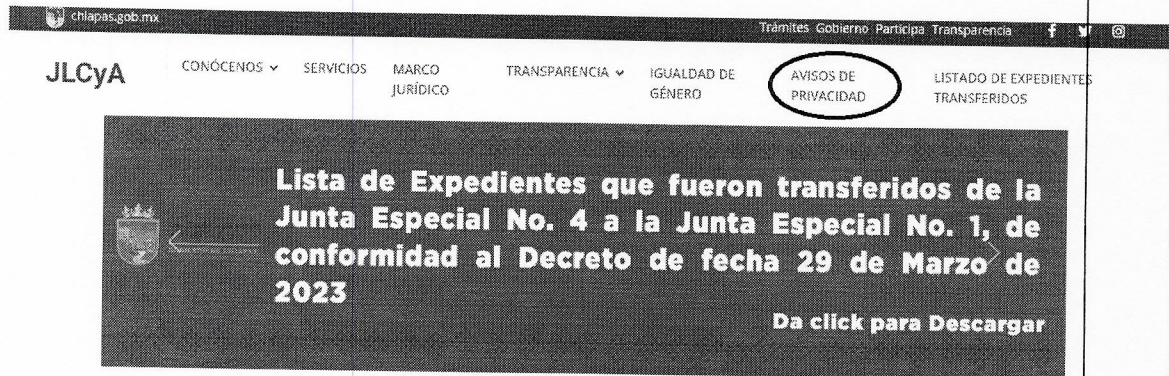 chiapas.gob.mx
Trámites Gobierno Participa Transparencia
JLCyA
CONÓCENOS
SERVICIOS
MARCO
JURÍDICO
TRANSPARENCIA
IGUALDAD DE
GÉNERO
AVISOS DE
PRIVACIDAD
LISTADO DE EXPEDIENTES
TRANSFERIDOS
Lista de Expedientes que fueron transferidos de la
Junta Especial No. 4 a la Junta Especial No. 1, de
conformidad al Decreto de fecha 29 de Marzo de
2023
Da click para Descargar